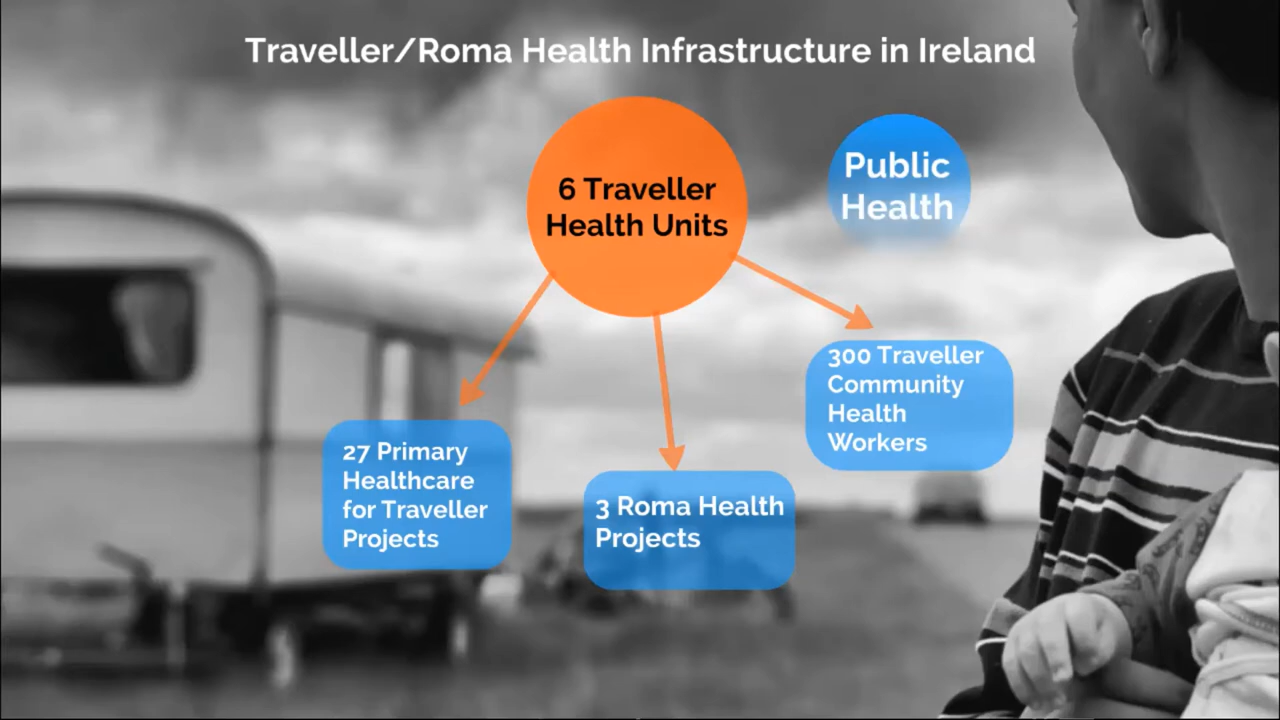 Traveller/Roma Health Infrastructure in Ireland
6 Traveller
Health Units
Public
Health
300 Traveller
Community
Health
Workers
27 Primary
Healthcare
for Traveller
Projects
3 Roma Health
Projects